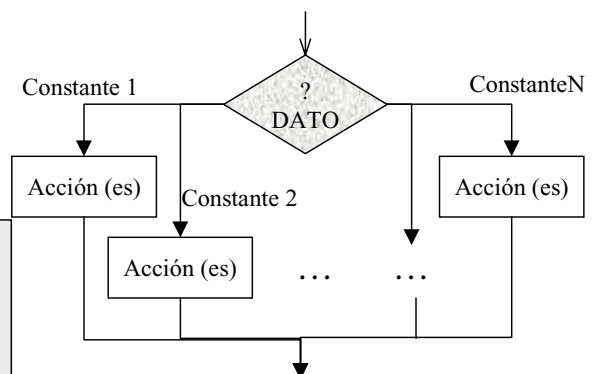 Constante 1
?
DATO
ConstanteN
Acción (es)
Acción (es)
Constante 2
Acción (es)
...
...